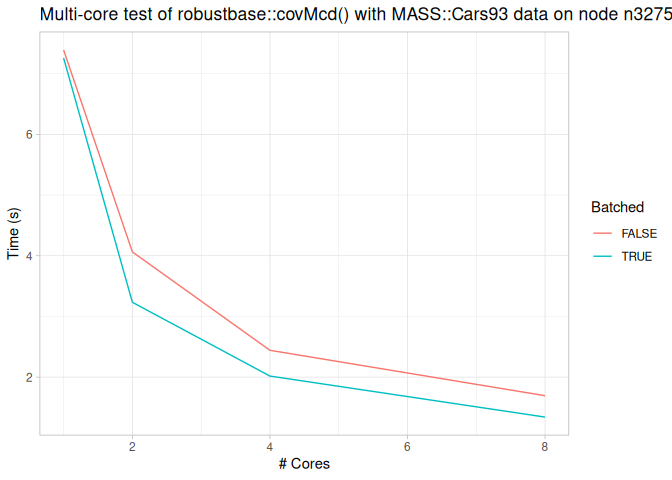 Multi-core test of robustbase::covMcd() with MASS::Cars93 data on node n3275
6
4
2
Time (s)
2 4 6 8
# Cores
Batched
FALSE
TRUE